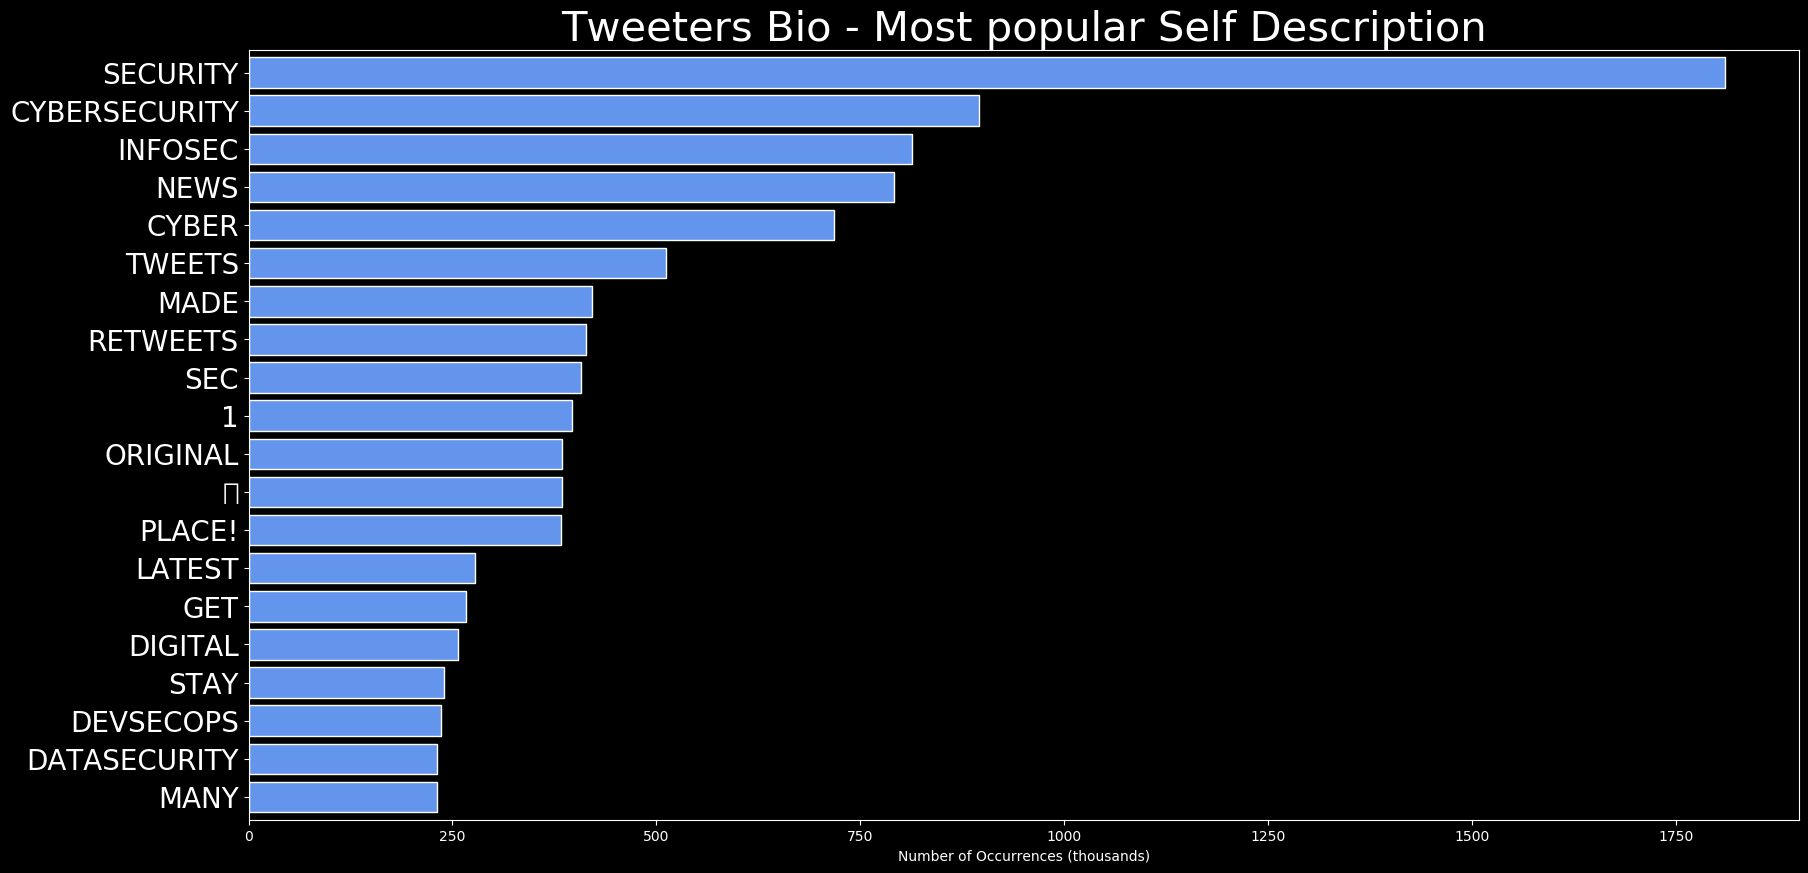 Tweeters Bio - Most popular Self Description
SECURITY
CYBERSECURITY
INFOSEC
NEWS
CYBER
TWEETS
MADE
RETWEETS
SEC
1
ORIGINAL
PLACE!
LATEST
GET
DIGITAL
STAY
DEVSECOPS
DATASECURITY
MANY
0 250 500 750 1000 1250 1500 1750
Number of Occurrences (thousands)